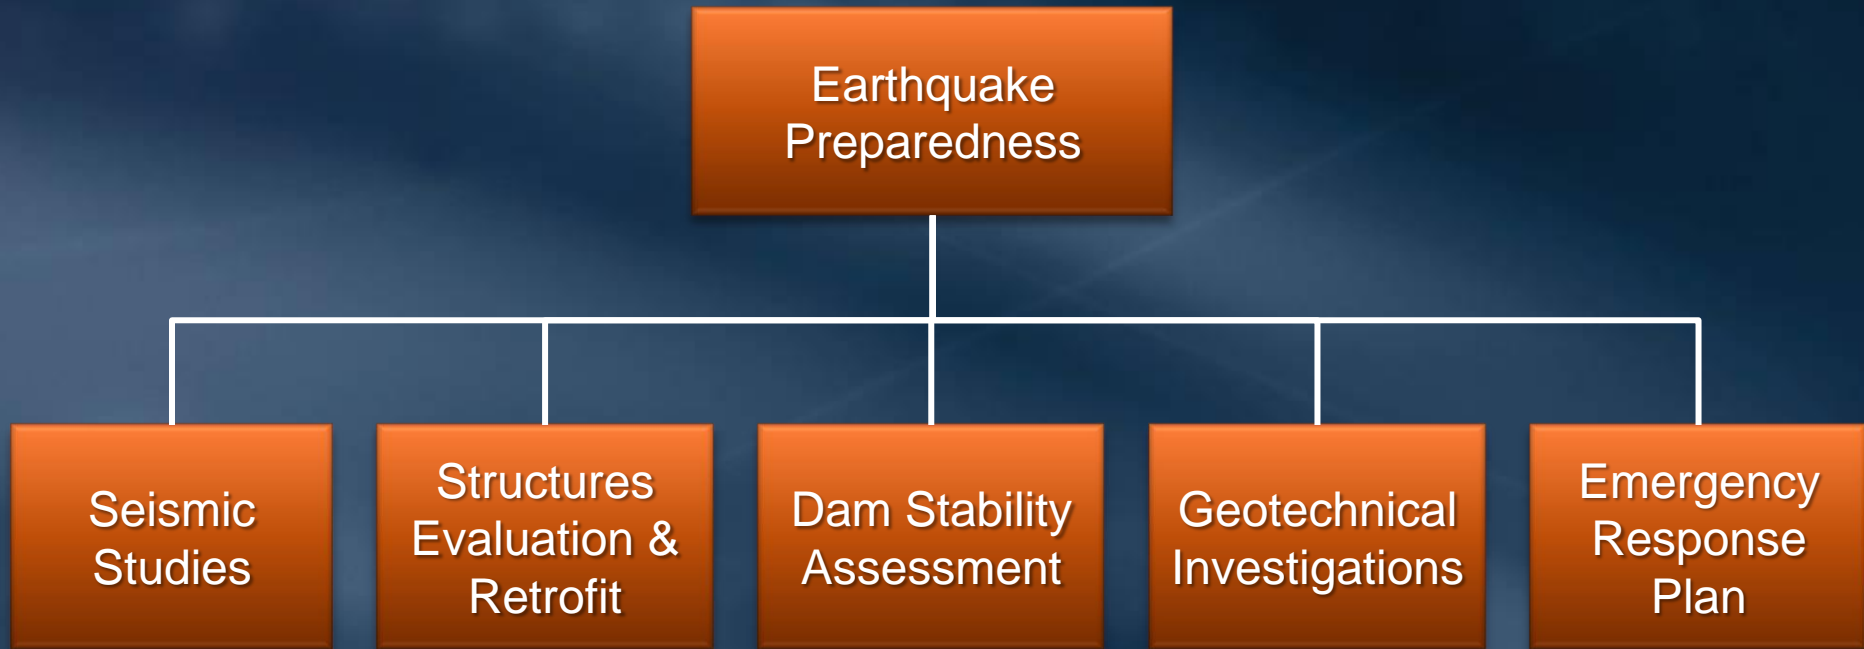 Earthquake
Preparedness
Seismic
Studies
Structures
Evaluation &
Retrofit
Dam Stability
Assessment
Geotechnical
Investigations
Emergency
Response
Plan